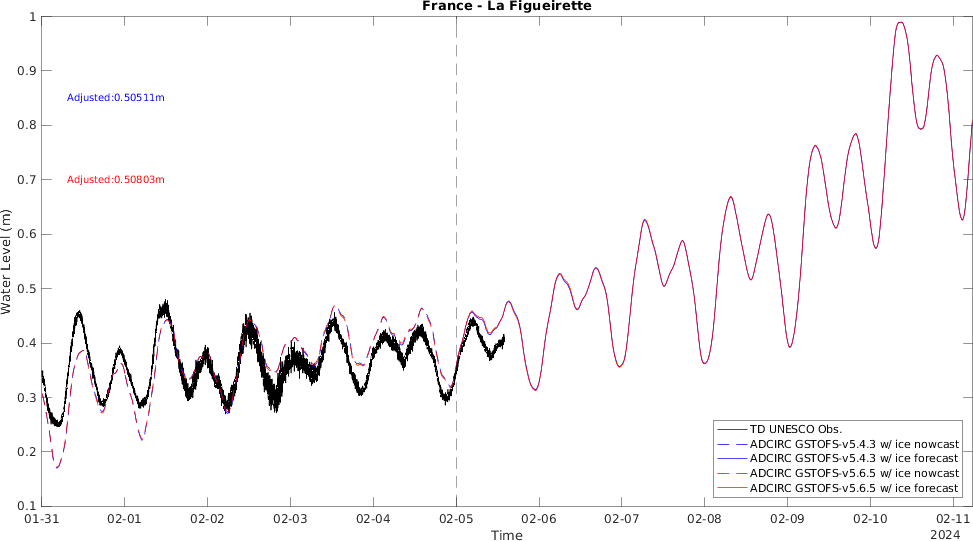 France - La Figueirette
1
0.9
0.8
0.7
0.6
0.5
0.4
0.3
0.2
0.1
Water Level (m)
Adjusted:0.50511m
Adjusted:0.50803m
TD UNESCO Obs.
ADCIRC GSTOFS-v5.4.3 w/ ice nowcast
ADCIRC GSTOFS-v5.4.3 w/ ice forecast
ADCIRC GSTOFS-v5.6.5 w/ ice nowcast
ADCIRC GSTOFS-v5.6.5 w/ ice forecast
01-31 02-01 02-02 02-03 02-04 02-05 02-06 02-07 02-08 02-09 02-10 02-11
Time
2024